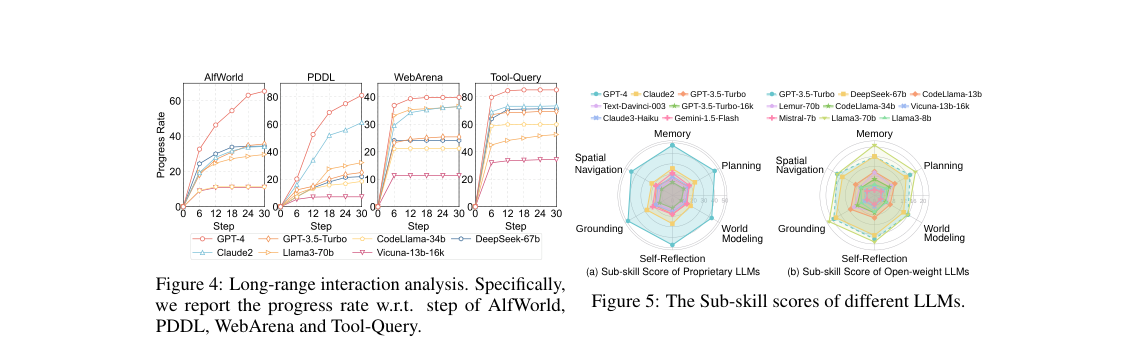 AlfWorld PDDL WebArena Tool-Query
Progress Rate
60
40
20
0
80
60
40
20
0
40
30
20
10
0
80
60
40
20
0
0 6 12 18 24 30 0 6 12 18 24 30 0 6 12 18 24 30 0 6 12 18 24 30
Step Step Step Step
GPT-4 GPT-3.5-Turbo CodeLlama-34b DeepSeek-67b
Claude2 Llama3-70b Vicuna-13b-16k
Figure 4: Long-range interaction analysis. Specifically,
we report the progress rate w.r.t. step of AlfWorld,
PDDL, WebArena and Tool-Query.
GPT-4 Claude2 GPT-3.5-Turbo
Text-Davinci-003 GPT-3.5-Turbo-16k
Claude3-Haiku Gemini-1.5-Flash
Memory
Planning
World
Modeling
Self-Reflection
Grounding
Spatial
Navigation
(a) Sub-skill Score of Proprietary LLMs
GPT-3.5-Turbo DeepSeek-67b CodeLlama-13b
Lemur-70b CodeLlama-34b Vicuna-13b-16k
Mistral-7b Llama3-70b Llama3-8b
Memory
Planning
World
Modeling
Self-Reflection
Grounding
Spatial
Navigation
(b) Sub-skill Score of Open-weight LLMs
Figure 5: The Sub-skill scores of different LLMs.